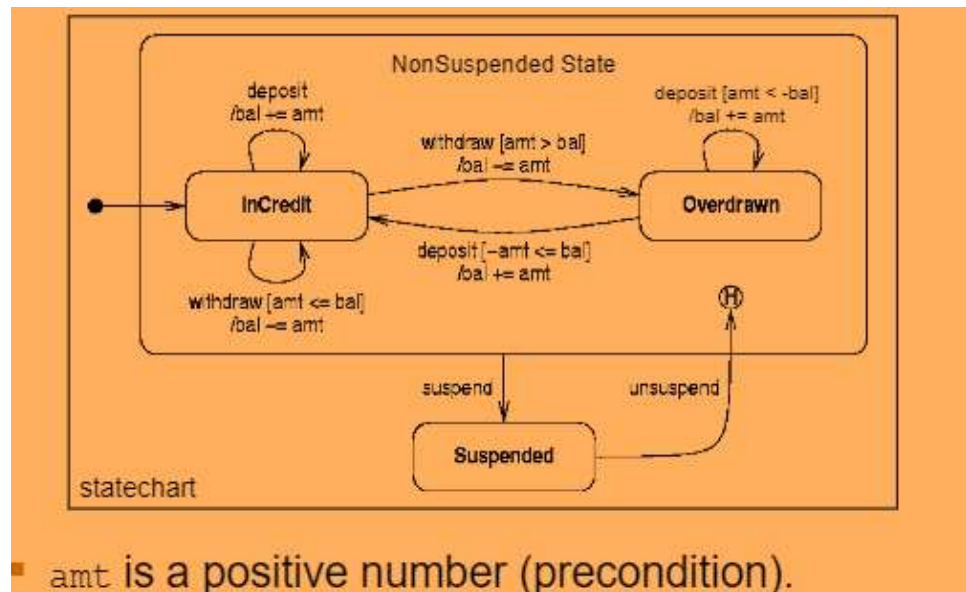 NonSuspended State
deposit
/bal += amt
withdraw [amt > bal]
/bal −= amt
deposit [amt < -bal]
/bal += amt
InCredit
Overdrawn
deposit [−amt <= bal]
/bal += amt
withdraw [amt <= bal]
/bal −= amt
H
suspend
unsuspend
Suspended
statechart
amt is a positive number (precondition).